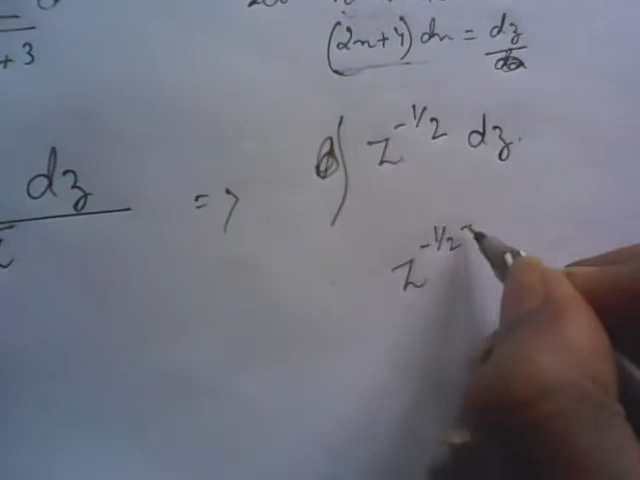 + 3
(2x+4) dx = dz
dz => ∫ z^{-1/2} dz.
z^{-1/2}